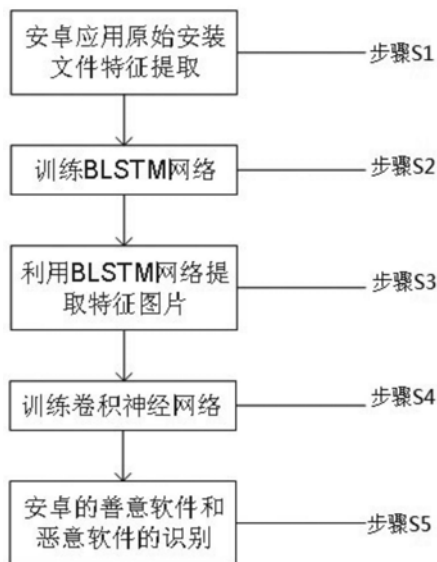 安卓应用原始安装
文件特征提取
步骤S1
训练BLSTM网络
步骤S2
利用BLSTM网络提
取特征图片
步骤S3
训练卷积神经网络
步骤S4
安卓的善意软件和
恶意软件的识别
步骤S5